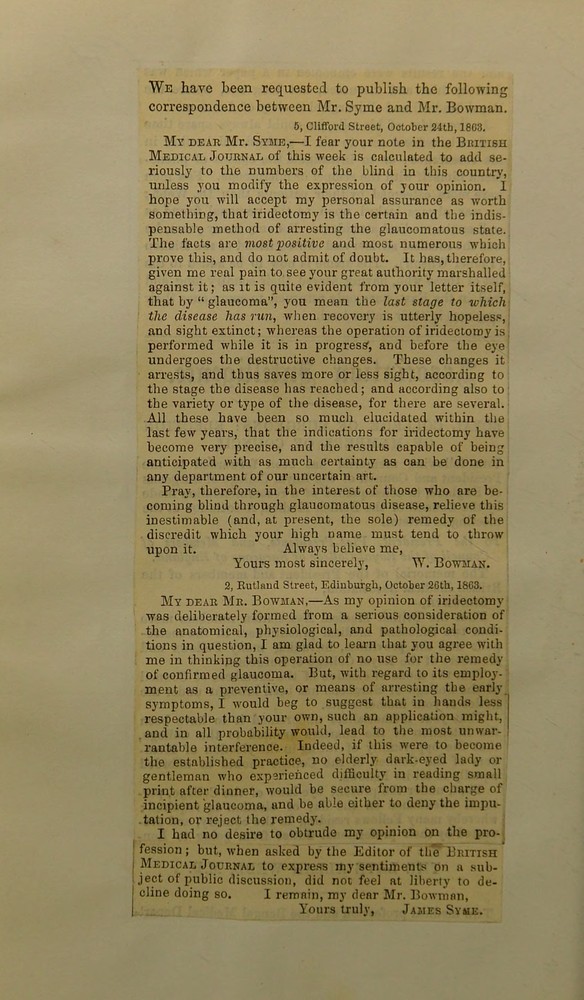 WE have been requested to publish the following
correspondence between Mr. Syme and Mr. Bowman.
5, Clifford Street, October 24th, 1863.
MY DEAR MR. SYME,—I fear your note in the BRITISH
MEDICAL JOURNAL of this week is calculated to add se-
riously to the numbers of the blind in this country,
unless you modify the expression of your opinion. I
hope you will accept my personal assurance as worth
something, that iridectomy is the certain and the indis-
pensable method of arresting the glaucomatous state.
The facts are most positive and most numerous which
prove this, and do not admit of doubt. It has, therefore,
given me real pain to see your great authority marshalled
against it; as it is quite evident from your letter itself,
that by “glaucoma”, you mean the last stage to which
the disease has run, when recovery is utterly hopeless,
and sight extinct; whereas the operation of iridectomy is
performed while it is in progress, and before the eye
undergoes the destructive changes. These changes it
arrests, and thus saves more or less sight, according to
the stage the disease has reached; and according also to
the variety or type of the disease, for there are several.
All these have been so much elucidated within the
last few years, that the indications for iridectomy have
become very precise, and the results capable of being
anticipated with as much certainty as can be done in
any department of our uncertain art.
Pray, therefore, in the interest of those who are be-
coming blind through glaucomatous disease, relieve this
inestimable (and, at present, the sole) remedy of the
discredit which your high name must tend to throw
upon it. Always believe me,
Yours most sincerely, W. BOWMAN.
2, Rutland Street, Edinburgh, October 26th, 1863.
MY DEAR MR. BOWMAN,—As my opinion of iridectomy
was deliberately formed from a serious consideration of
the anatomical, physiological, and pathological condi-
tions in question, I am glad to learn that you agree with
me in thinking this operation of no use for the remedy
of confirmed glaucoma. But, with regard to its employ-
ment as a preventive, or means of arresting the early
symptoms, I would beg to suggest that in hands less
respectable than your own, such an application might,
and in all probability would, lead to the most unwar-
rantable interference. Indeed, if this were to become
the established practice, no elderly dark-eyed lady or
gentleman who experienced difficulty in reading small
print after dinner, would be secure from the charge of
incipient glaucoma, and be able either to deny the impu-
tation, or reject the remedy.
I had no desire to obtrude my opinion on the pro-
fession; but, when asked by the Editor of the BRITISH
MEDICAL JOURNAL to express my sentiments on a sub-
ject of public discussion, did not feel at liberty to de-
cline doing so. I remain, my dear Mr. Bowman,
Yours truly, JAMES SYME.